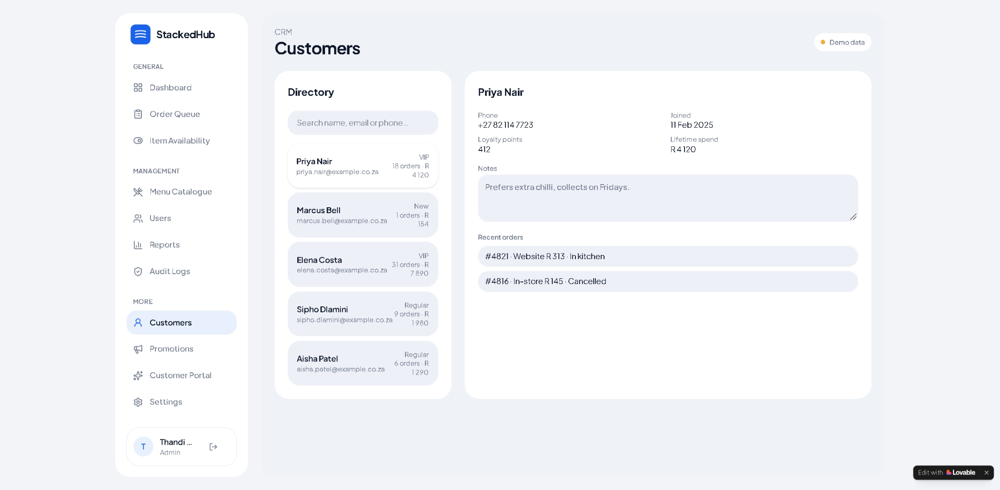 StackedHub
GENERAL
Dashboard
Order Queue
Item Availability
MANAGEMENT
Menu Catalogue
Users
Reports
Audit Logs
MORE
Customers
Promotions
Customer Portal
Settings
T
Thandi ...
Admin
CRM
Customers
Demo data
Directory
Search name, email or phone...
Priya Nair
priya.nair@example.co.za
VIP
18 orders · R
4 120
Marcus Bell
marcus.bell@example.co.za
New
1 orders · R
154
Elena Costa
elena.costa@example.co.za
VIP
31 orders · R
7 890
Sipho Dlamini
sipho.dlamini@example.co.za
Regular
9 orders · R
1 980
Aisha Patel
aisha.patel@example.co.za
Regular
6 orders · R
1 290
Priya Nair
Phone
+27 82 114 7723
Joined
11 Feb 2025
Loyalty points
412
Lifetime spend
R 4 120
Notes
Prefers extra chilli, collects on Fridays.
Recent orders
#4821 · Website R 313 · In kitchen
#4816 · In-store R 145 · Cancelled
Edit with Lovable